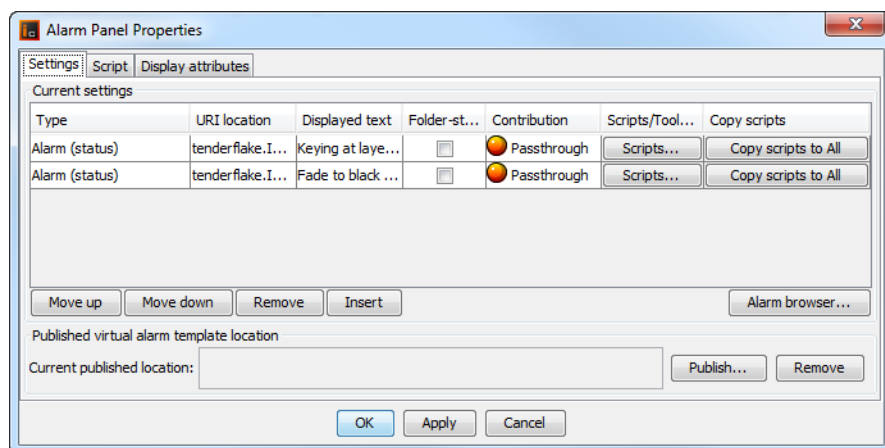 Alarm Panel Properties
Settings Script Display attributes
Current settings
Type URI location Displayed text Folder-st... Contribution Scripts/Tool... Copy scripts
Alarm (status) tenderflake.I... Keying at laye... Passthrough Scripts... Copy scripts to All
Alarm (status) tenderflake.I... Fade to black ... Passthrough Scripts... Copy scripts to All
Move up Move down Remove Insert Alarm browser...
Published virtual alarm template location
Current published location: Publish... Remove
OK Apply Cancel